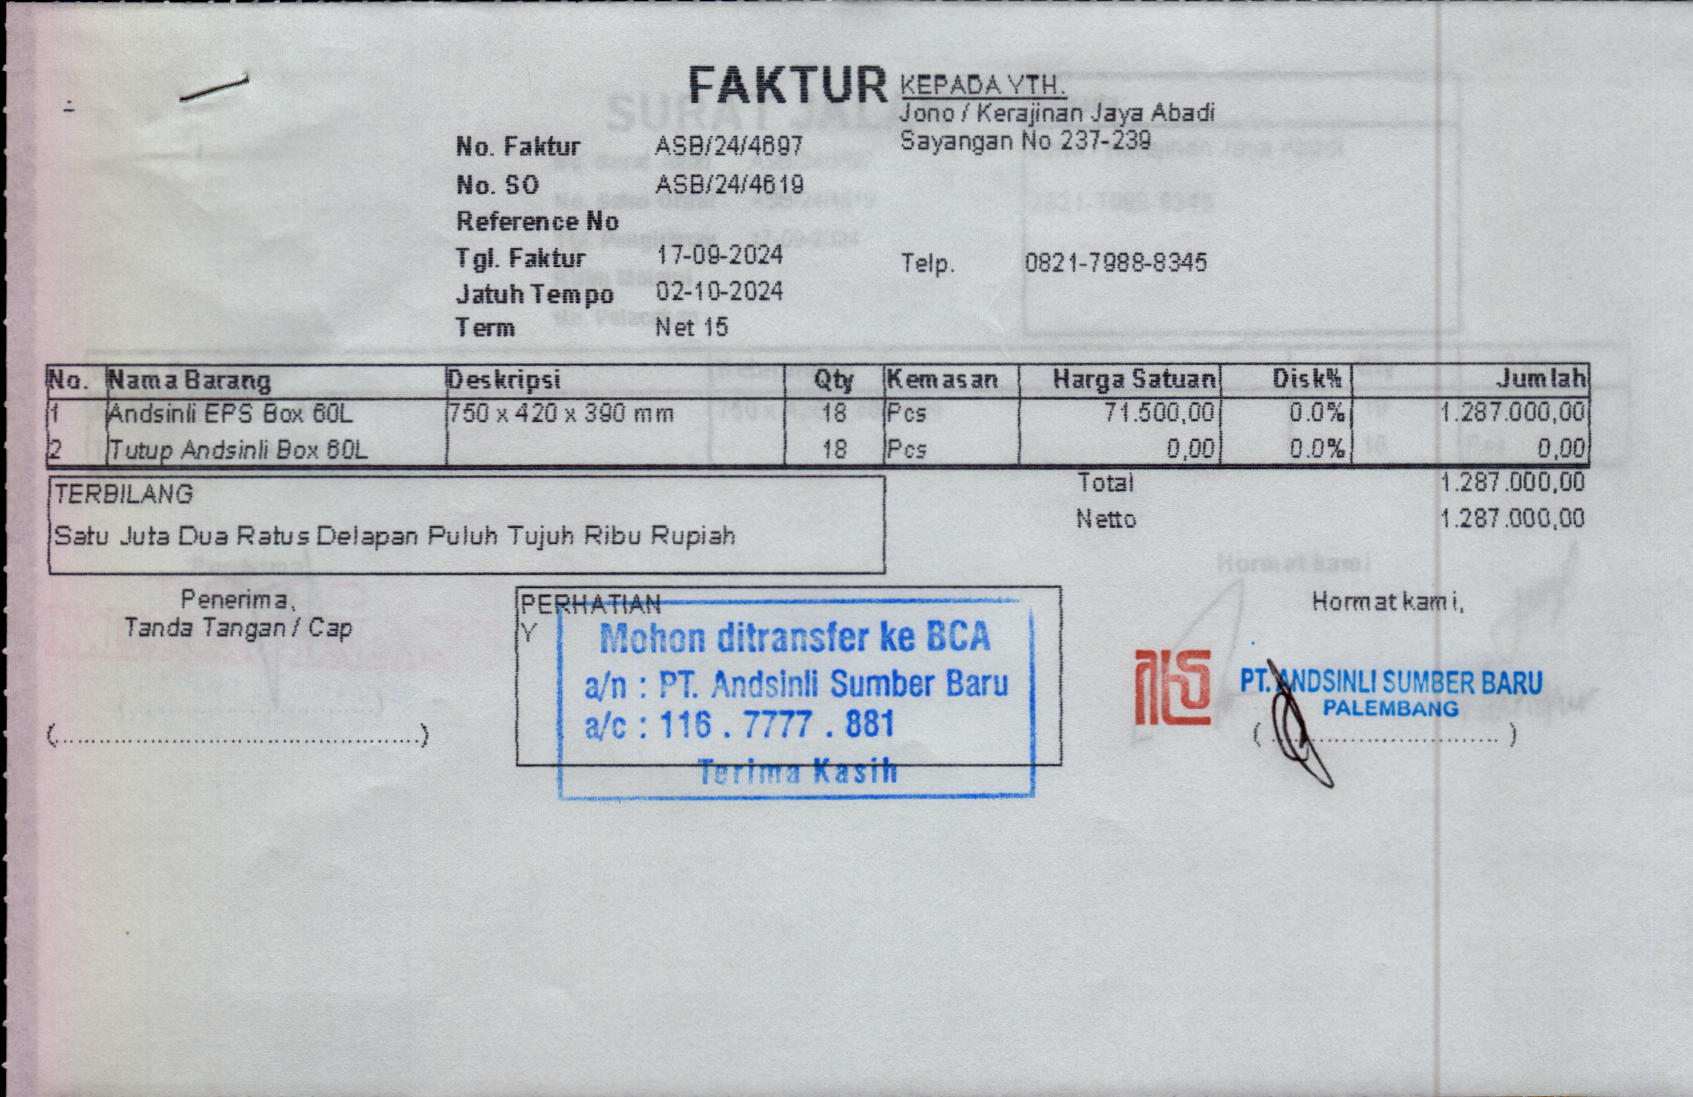 FAKTUR
KEPADA YTH.
Jono / Kerajinan Jaya Abadi
Sayangan No 237-239
No. Faktur ASB/24/4697
No. SO ASB/24/4619
Reference No
Tgl. Faktur 17-09-2024
Telp. 0821-7988-8345
Jatuh Tempo 02-10-2024
Term Net 15
No. Nama Barang Deskripsi Qty Kemasan Harga Satuan Disk% Jumlah
1 Andsinli EPS Box 60L 750 x 420 x 390 mm 18 Pcs 71.500,00 0.0% 1.287.000,00
2 Tutup Andsinli Box 60L 18 Pcs 0,00 0.0% 0,00
TERBILANG
Satu Juta Dua Ratus Delapan Puluh Tujuh Ribu Rupiah
Total 1.287.000,00
Netto 1.287.000,00
Penerima,
Tanda Tangan / Cap
(..............................................)
PERHATIAN
Y
Mohon ditransfer ke BCA
a/n : PT. Andsinli Sumber Baru
a/c : 116 . 7777 . 881
Terima Kasih
Hormat kami,
PT. ANDSINLI SUMBER BARU
PALEMBANG
(..............................)